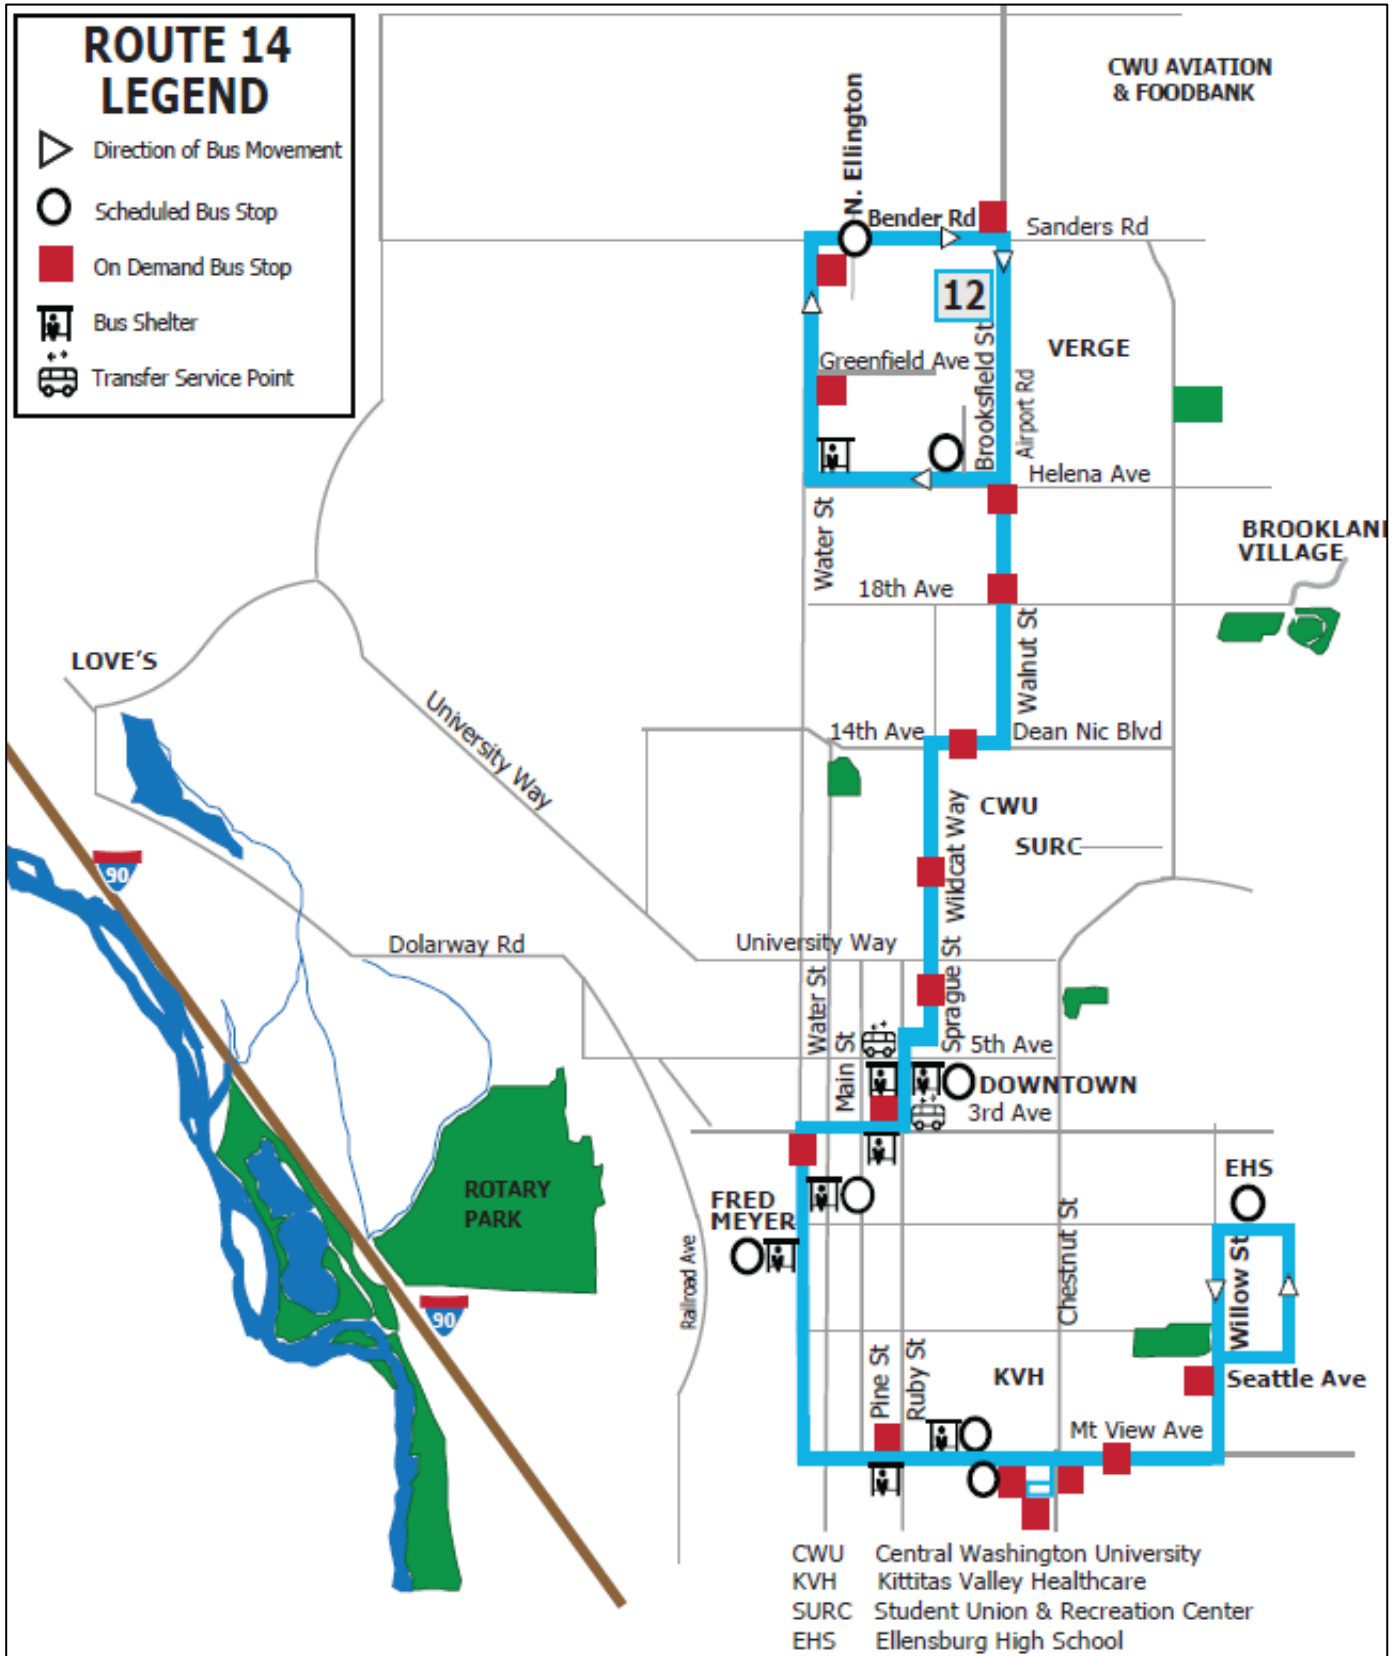 ROUTE 14
LEGEND
Direction of Bus Movement
Scheduled Bus Stop
On Demand Bus Stop
Bus Shelter
Transfer Service Point
CWU AVIATION
& FOODBANK
N. Ellington
Bender Rd
Sanders Rd
12
VERGE
Greenfield Ave
Brooksfield St
Airport Rd
Helena Ave
Water St
BROOKLAN
VILLAGE
18th Ave
Walnut St
LOVE'S
University Way
14th Ave
Dean Nic Blvd
CWU
Wildcat Way
SURC
90
Dolarway Rd
University Way
Water St
Sprague St
Main St
5th Ave
DOWNTOWN
3rd Ave
ROTARY
PARK
FRED
MEYER
EHS
Chestnut St
Willow St
Railroad Ave
90
Pine St
Ruby St
KVH
Seattle Ave
Mt View Ave
CWU Central Washington University
KVH Kittitas Valley Healthcare
SURC Student Union & Recreation Center
EHS Ellensburg High School